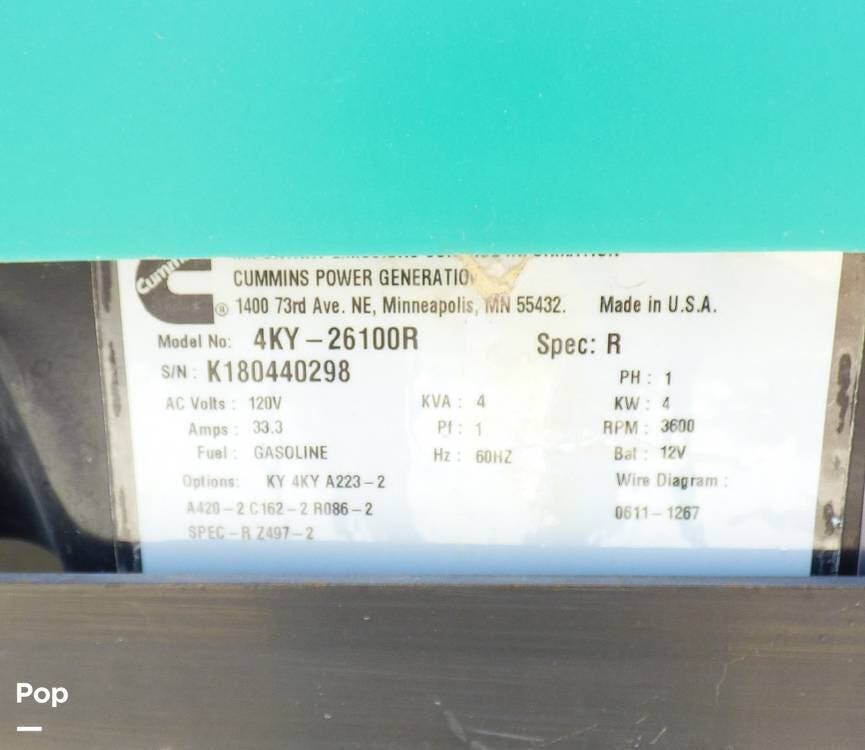 CUMMINS POWER GENERATIO
Cumm
® 1400 73rd Ave. NE, Minneapolis, MN 55432. Made in U.S.A.
Model No: 4KY-26100R Spec: R
S/N: K180440298 PH: 1
AC Volts: 120V KVA: 4 KW: 4
Amps: 33.3 Pf: 1 RPM: 3600
Fuel: GASOLINE Hz: 60HZ Bat: 12V
Options: KY 4KY A223-2 Wire Diagram:
A420-2 C162-2 R086-2 0611-1267
SPEC-R Z497-2
Pop